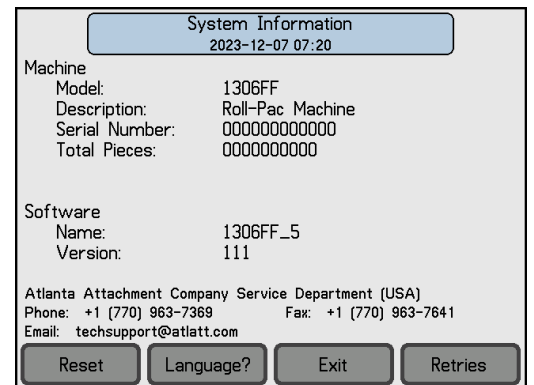 System Information
2023-12-07 07:20
Machine
Model: 1306FF
Description: Roll-Pac Machine
Serial Number: 000000000000
Total Pieces: 0000000000
Software
Name: 1306FF_5
Version: 111
Atlanta Attachment Company Service Department (USA)
Phone: +1 (770) 963-7369 Fax: +1 (770) 963-7641
Email: techsupport@atlatt.com
Reset Language? Exit Retries